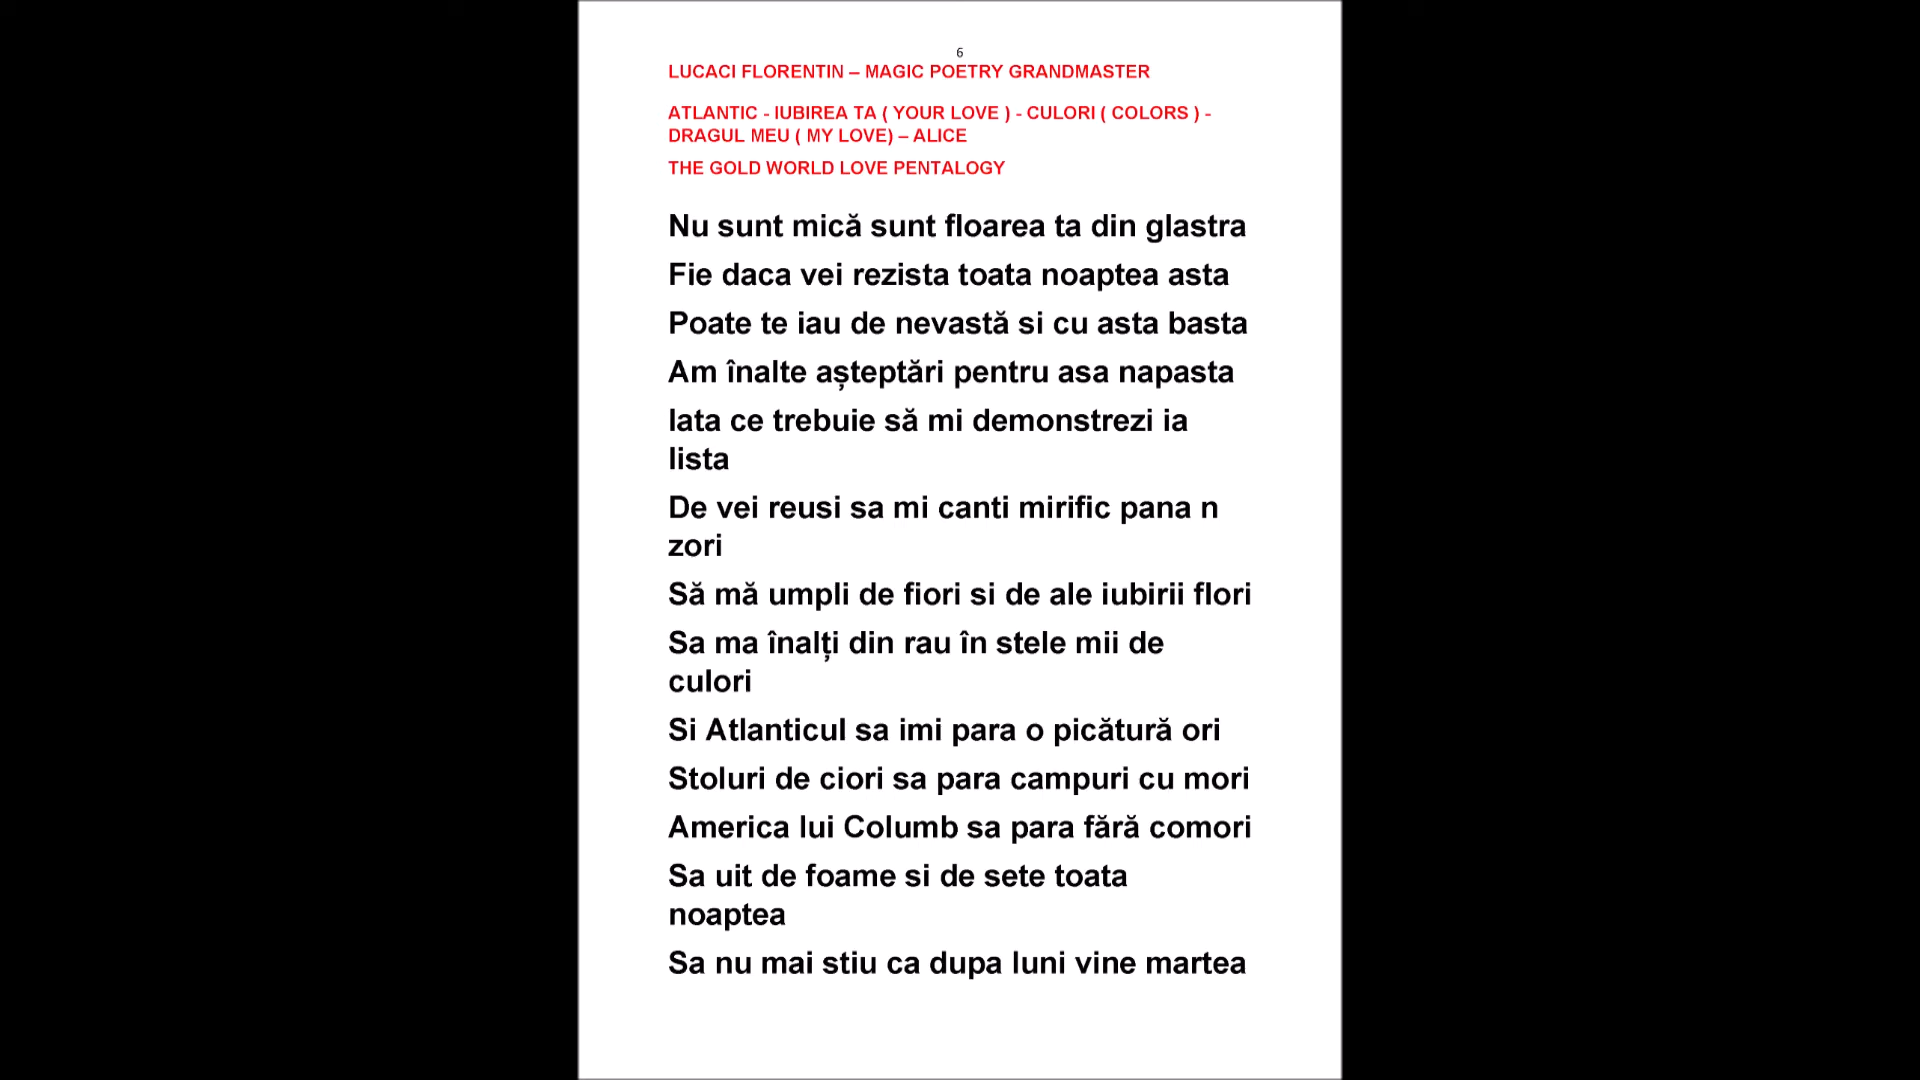 6
LUCACI FLORENTIN – MAGIC POETRY GRANDMASTER
ATLANTIC - IUBIREA TA ( YOUR LOVE ) - CULORI ( COLORS ) -
DRAGUL MEU ( MY LOVE) – ALICE
THE GOLD WORLD LOVE PENTALOGY
Nu sunt mică sunt floarea ta din glastra
Fie daca vei rezista toata noaptea asta
Poate te iau de nevastă si cu asta basta
Am înalte așteptări pentru asa napasta
Iata ce trebuie să mi demonstrezi ia
lista
De vei reusi sa mi canti mirific pana n
zori
Să mă umpli de fiori si de ale iubirii flori
Sa ma înalți din rau în stele mii de
culori
Si Atlanticul sa imi para o picătură ori
Stoluri de ciori sa para campuri cu mori
America lui Columb sa para fără comori
Sa uit de foame si de sete toata
noaptea
Sa nu mai stiu ca dupa luni vine martea